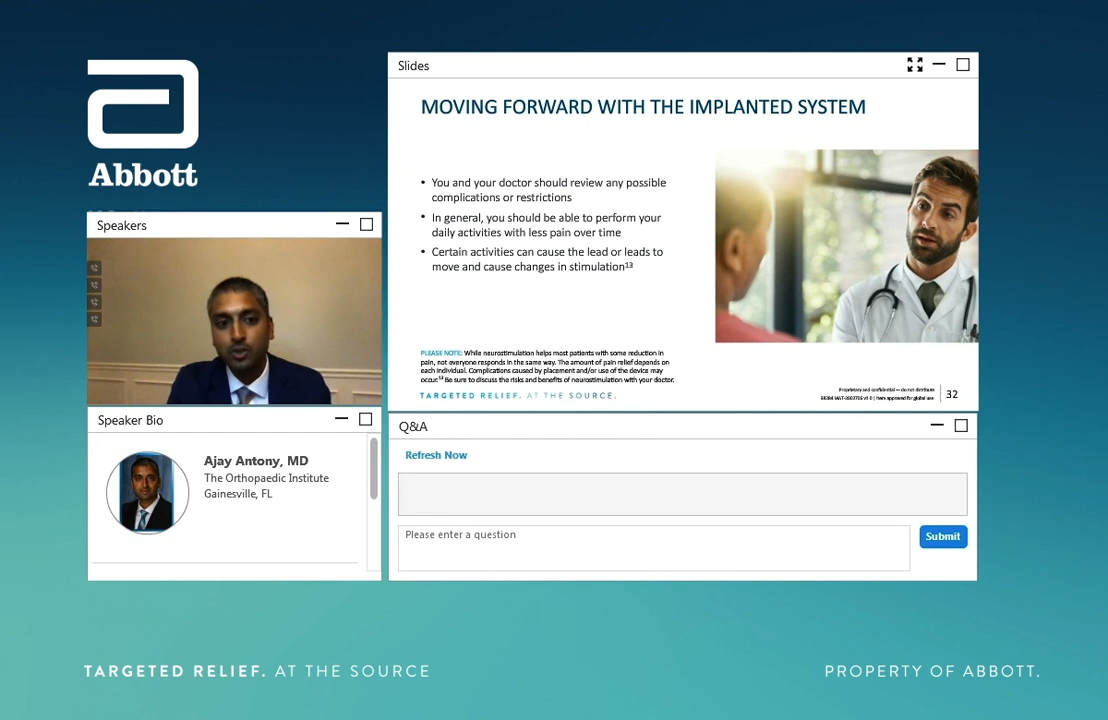 Abbott
Slides
MOVING FORWARD WITH THE IMPLANTED SYSTEM
• You and your doctor should review any possible
complications or restrictions
• In general, you should be able to perform your
daily activities with less pain over time
• Certain activities can cause the lead or leads to
move and cause changes in stimulation13
PLEASE NOTE: While neurostimulation helps most patients with some reduction in
pain, not everyone responds in the same way. The amount of pain relief depends on
each individual. Complications caused by placement and/or use of the device may
occur.13 Be sure to discuss the risks and benefits of neurostimulation with your doctor.
TARGETED RELIEF. AT THE SOURCE.
Proprietary and confidential — do not distribute
| Item approved for global use
32
Speakers
Speaker Bio
Ajay Antony, MD
The Orthopaedic Institute
Gainesville, FL
Q&A
Refresh Now
Please enter a question
Submit
TARGETED RELIEF. AT THE SOURCE
PROPERTY OF ABBOTT.